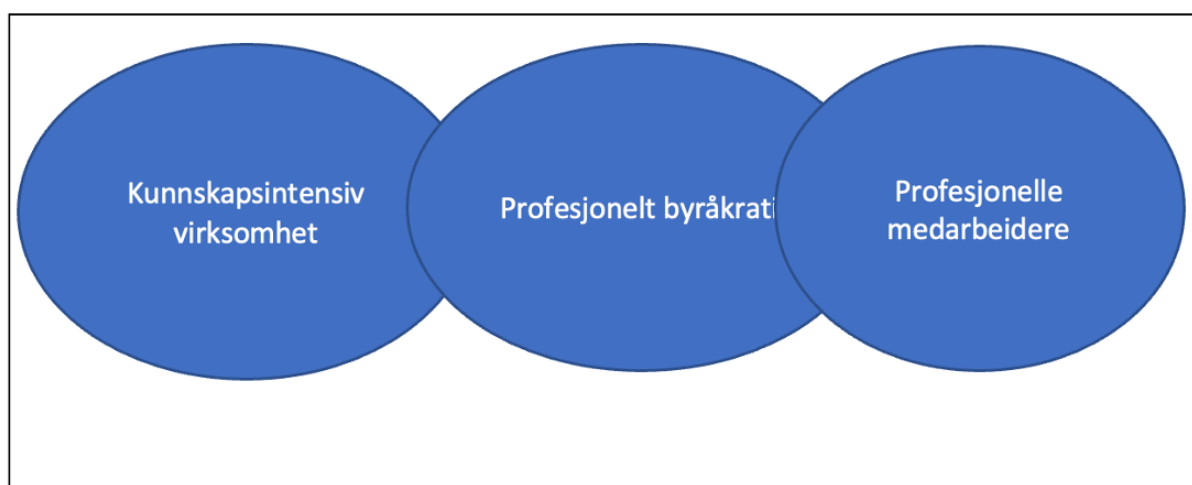 Kunnskapsintensiv
virksomhet
Profesjonelt byråkrati
Profesjonelle
medarbeidere